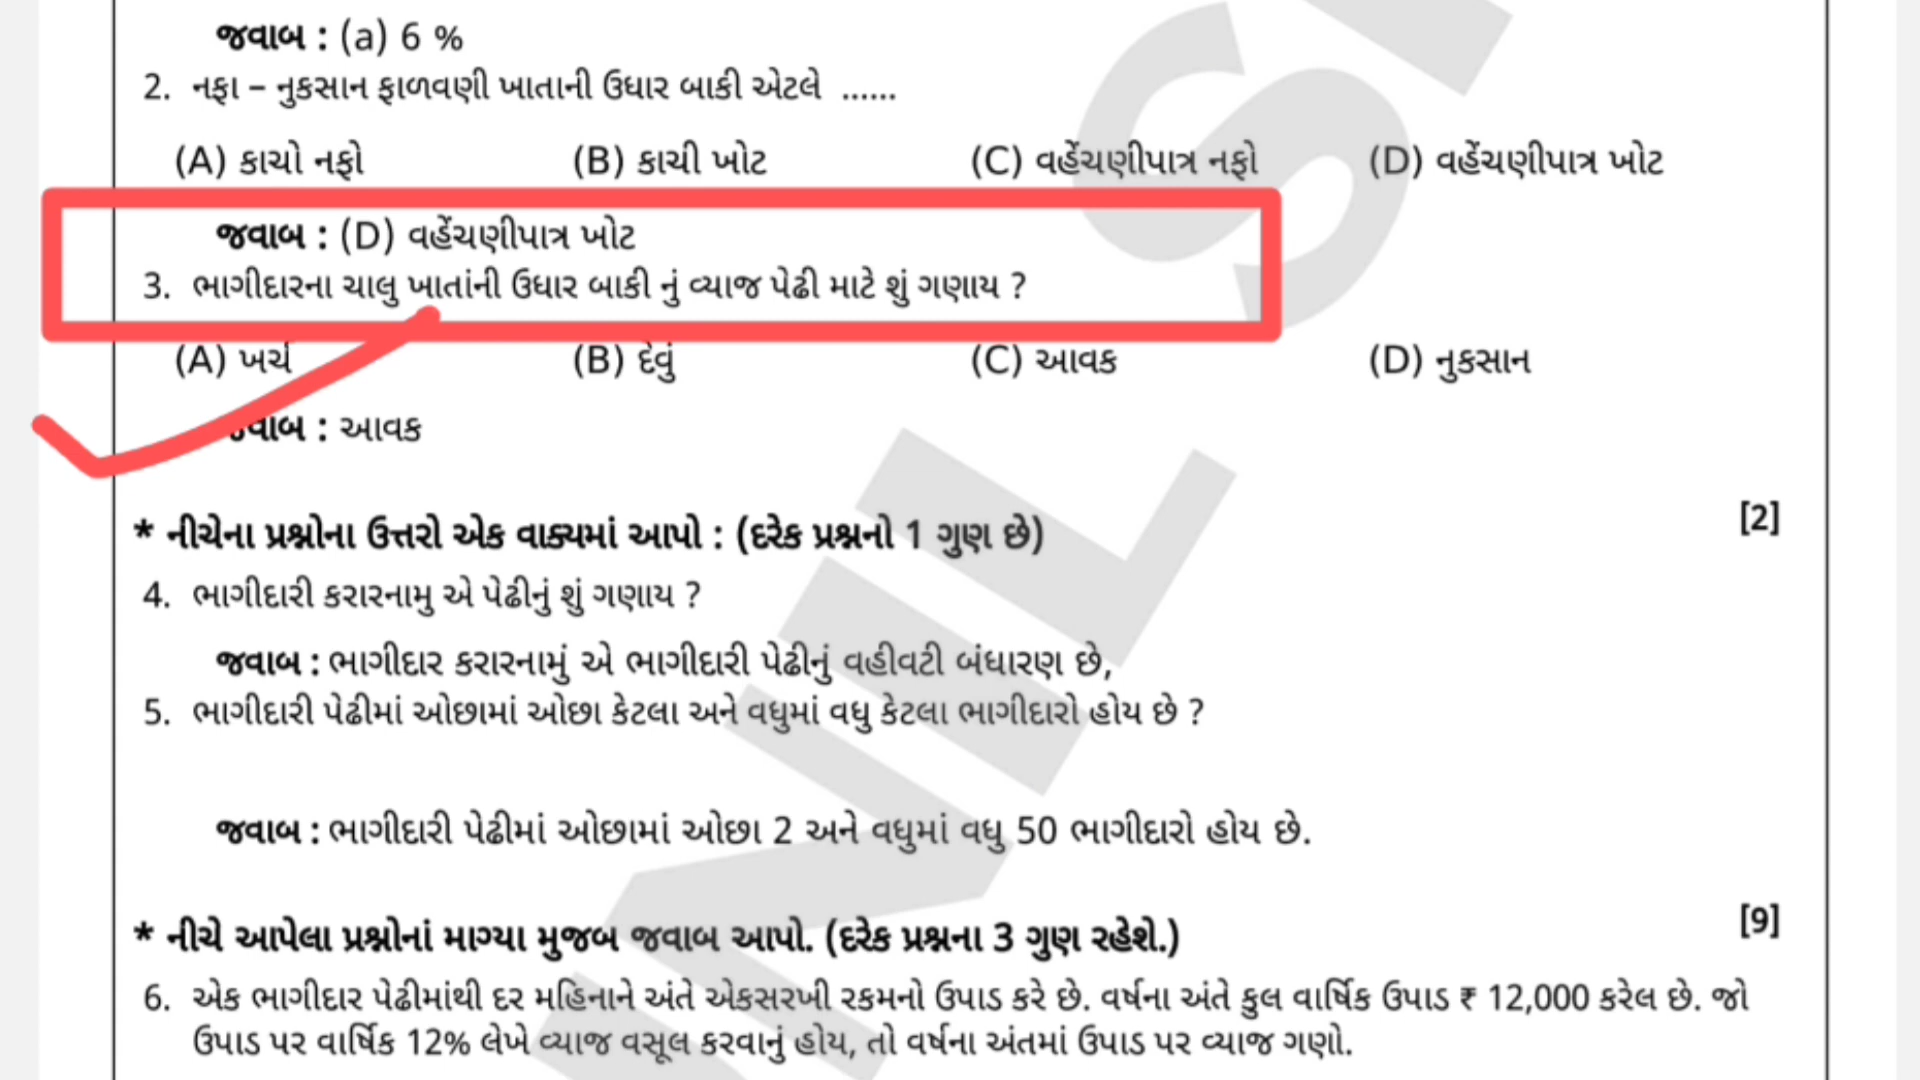 જવાબ : (a) 6 %
2. નફા – નુકસાન ફાળવણી ખાતાની ઉધાર બાકી એટલે ......
(A) કાચો નફો (B) કાચી ખોટ (C) વહેંચણીપાત્ર નફો (D) વહેંચણીપાત્ર ખોટ
જવાબ : (D) વહેંચણીપાત્ર ખોટ
3. ભાગીદારના ચાલુ ખાતાંની ઉધાર બાકી નું વ્યાજ પેઢી માટે શું ગણાય ?
(A) ખર્ચ (B) દેવું (C) આવક (D) નુકસાન
જવાબ : આવક
* નીચેના પ્રશ્નોના ઉત્તરો એક વાક્યમાં આપો : (દરેક પ્રશ્નનો 1 ગુણ છે) [2]
4. ભાગીદારી કરારનામુ એ પેઢીનું શું ગણાય ?
જવાબ : ભાગીદાર કરારનામું એ ભાગીદારી પેઢીનું વહીવટી બંધારણ છે,
5. ભાગીદારી પેઢીમાં ઓછામાં ઓછા કેટલા અને વધુમાં વધુ કેટલા ભાગીદારો હોય છે ?
જવાબ : ભાગીદારી પેઢીમાં ઓછામાં ઓછા 2 અને વધુમાં વધુ 50 ભાગીદારો હોય છે.
* નીચે આપેલા પ્રશ્નોનાં માગ્યા મુજબ જવાબ આપો. (દરેક પ્રશ્નના 3 ગુણ રહેશે.) [9]
6. એક ભાગીદાર પેઢીમાંથી દર મહિનાને અંતે એકસરખી રકમનો ઉપાડ કરે છે. વર્ષના અંતે કુલ વાર્ષિક ઉપાડ ₹ 12,000 કરેલ છે. જો
ઉપાડ પર વાર્ષિક 12% લેખે વ્યાજ વસૂલ કરવાનું હોય, તો વર્ષના અંતમાં ઉપાડ પર વ્યાજ ગણો.